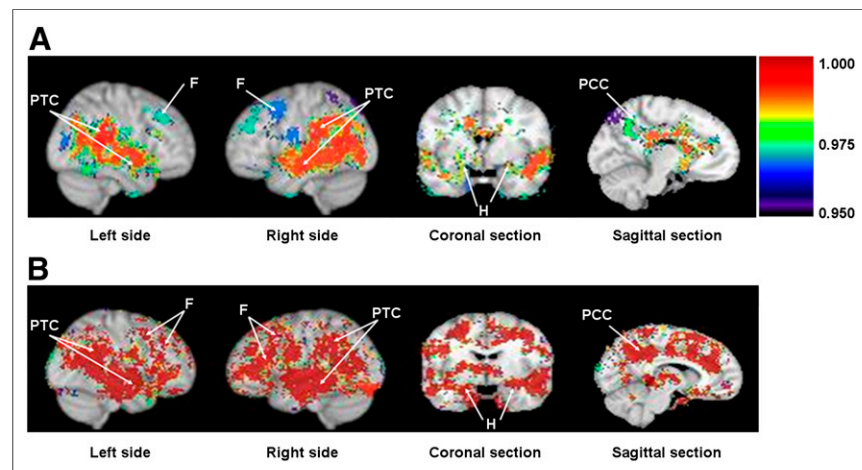 A
PTC
F
F
PTC
H
PCC
1.000
0.975
0.950
Left side
Right side
Coronal section
Sagittal section
B
PTC
F
F
PTC
H
PCC
Left side
Right side
Coronal section
Sagittal section